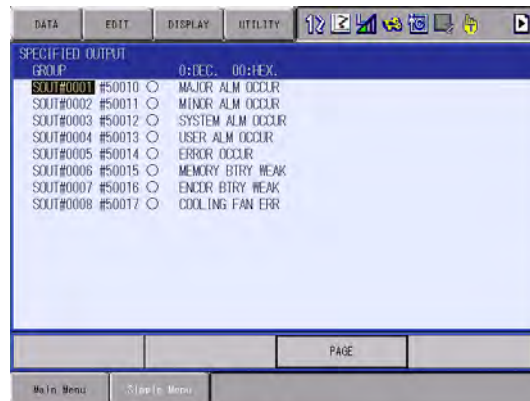 DATA EDIT DISPLAY UTILITY
SPECIFIED OUTPUT
GROUP 0:DEC. 00:HEX.
SOUT#0001 #50010 ○ MAJOR ALM OCCUR
SOUT#0002 #50011 ○ MINOR ALM OCCUR
SOUT#0003 #50012 ○ SYSTEM ALM OCCUR
SOUT#0004 #50013 ○ USER ALM OCCUR
SOUT#0005 #50014 ○ ERROR OCCUR
SOUT#0006 #50015 ○ MEMORY BTRY WEAK
SOUT#0007 #50016 ○ ENCDR BTRY WEAK
SOUT#0008 #50017 ○ COOLING FAN ERR
PAGE
Main Menu Simple Menu